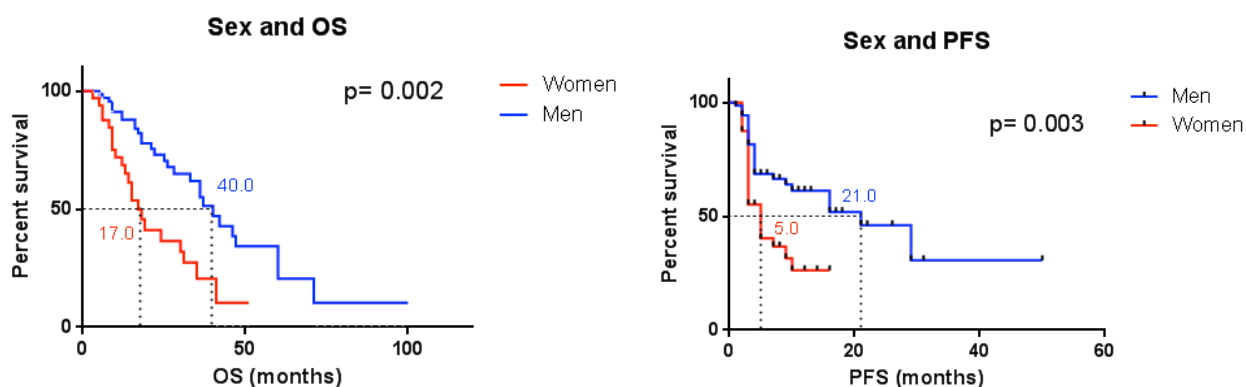 Sex and OS
p= 0.002
Women
Men
100
50
0
40.0
17.0
Percent survival
0
50
100
OS (months)
Sex and PFS
p= 0.003
Men
Women
100
50
0
21.0
5.0
Percent survival
0
20
40
60
PFS (months)